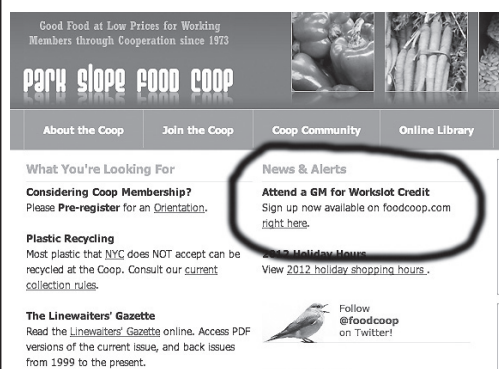 Good Food at Low Prices for Working
Members through Cooperation since 1973
PARK SLOPE FOOD COOP
About the Coop
Join the Coop
Coop Community
Online Library
What You're Looking For
Considering Coop Membership?
Please Pre-register for an Orientation.
Plastic Recycling
Most plastic that NYC does NOT accept can be
recycled at the Coop. Consult our current
collection rules.
The Linewaiters' Gazette
Read the Linewaiters' Gazette online. Access PDF
versions of the current issue, and back issues
from 1999 to the present.
News & Alerts
Attend a GM for Workslot Credit
Sign up now available on foodcoop.com
right here.
2012 Holiday Hours
View 2012 holiday shopping hours .
Follow
@foodcoop
on Twitter!